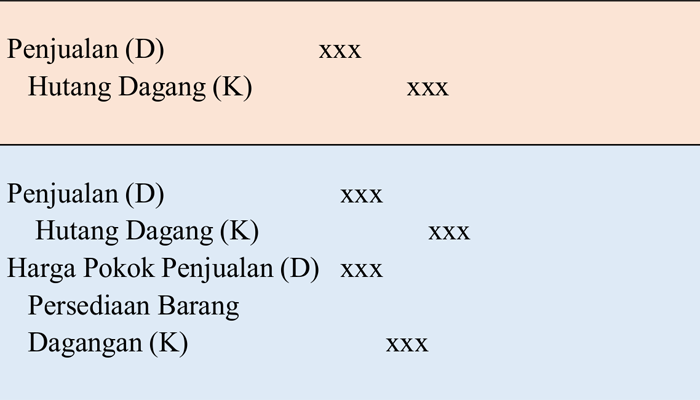 Penjualan (D) xxx
Hutang Dagang (K) xxx
Penjualan (D) xxx
Hutang Dagang (K) xxx
Harga Pokok Penjualan (D) xxx
Persediaan Barang
Dagangan (K) xxx